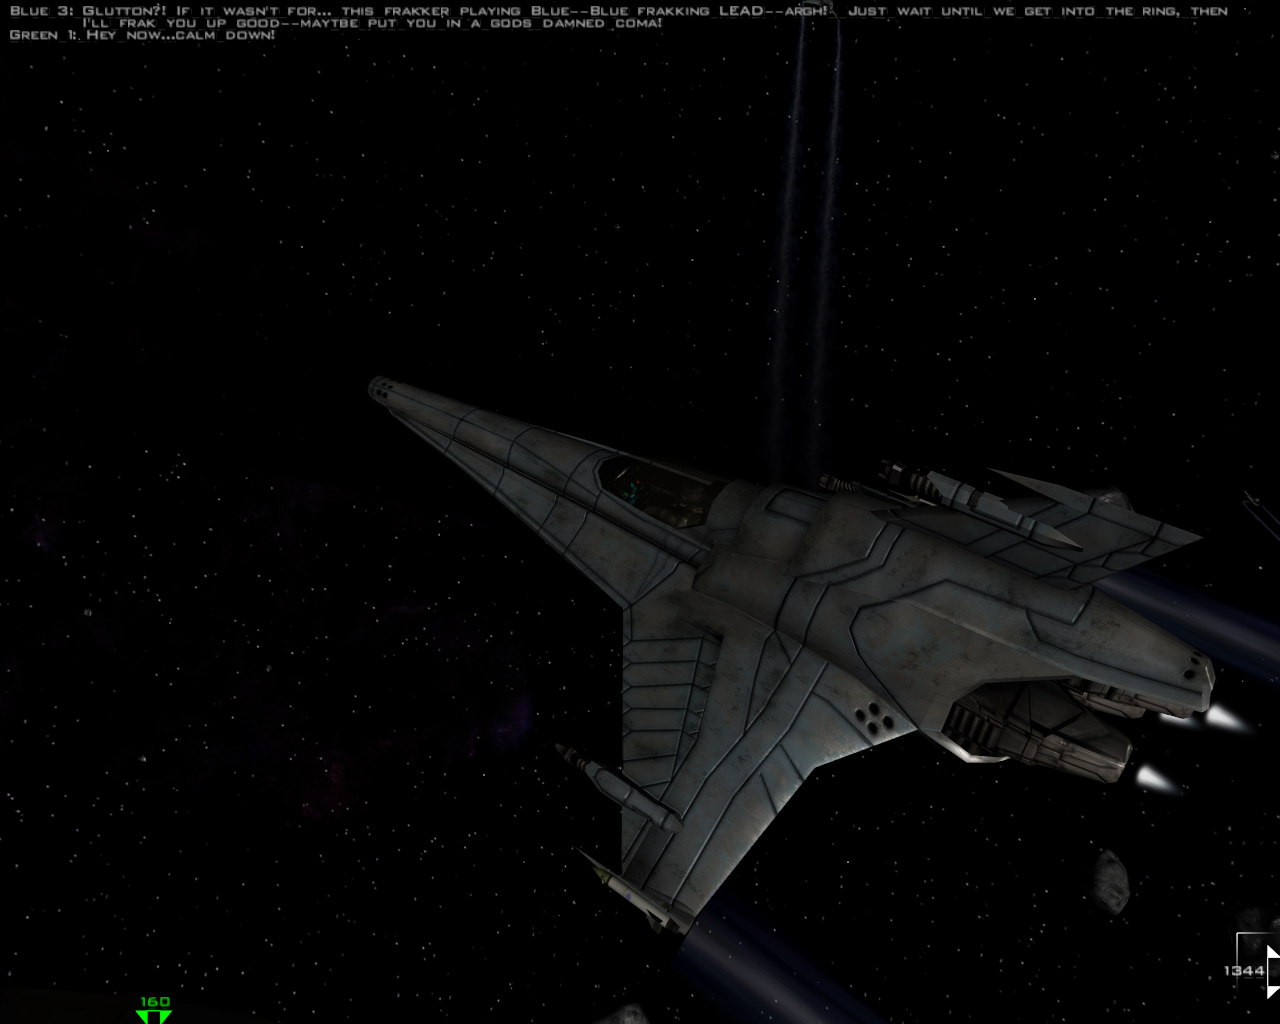 Blue 3: Glutton?! If it wasn't for... this frakker playing Blue--Blue frakking LEAD--argh!  Just wait until we get into the ring, then
I'll frak you up good--maytbe put you in a gods damned coma!
Green 1: Hey now...calm down!
1344
160